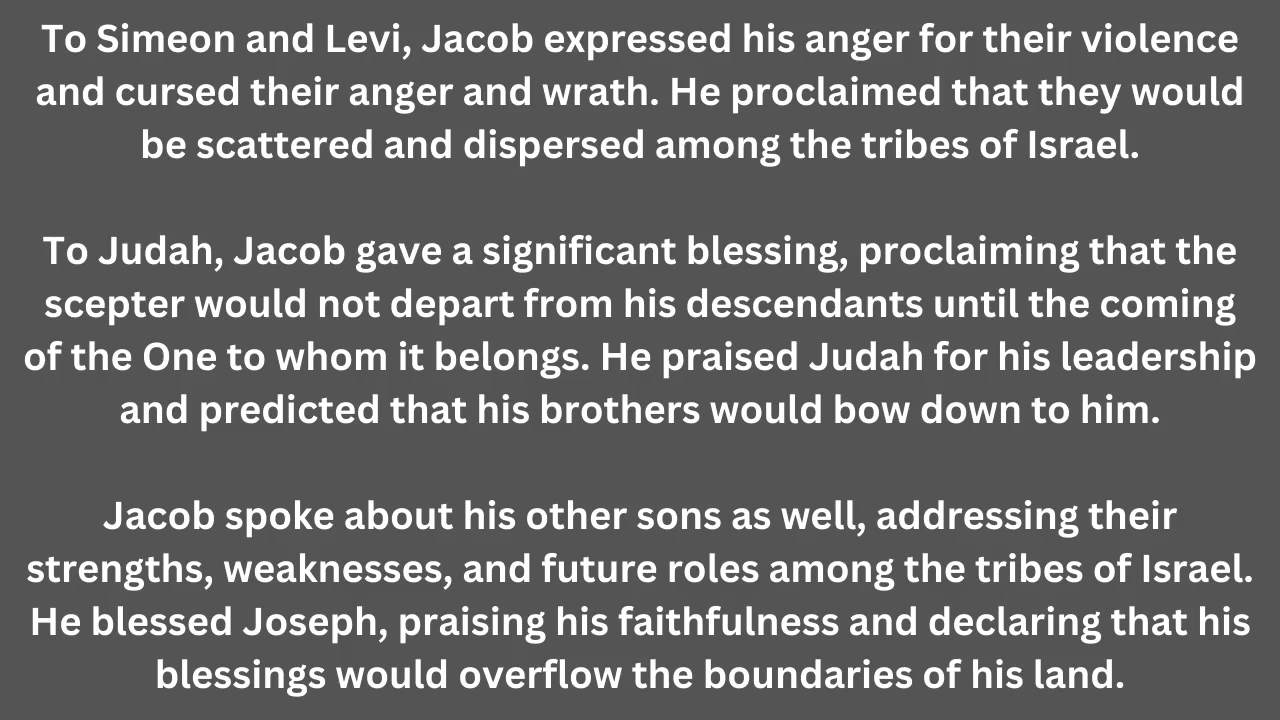 To Simeon and Levi, Jacob expressed his anger for their violence
and cursed their anger and wrath. He proclaimed that they would
be scattered and dispersed among the tribes of Israel.
To Judah, Jacob gave a significant blessing, proclaiming that the
scepter would not depart from his descendants until the coming
of the One to whom it belongs. He praised Judah for his leadership
and predicted that his brothers would bow down to him.
Jacob spoke about his other sons as well, addressing their
strengths, weaknesses, and future roles among the tribes of Israel.
He blessed Joseph, praising his faithfulness and declaring that his
blessings would overflow the boundaries of his land.